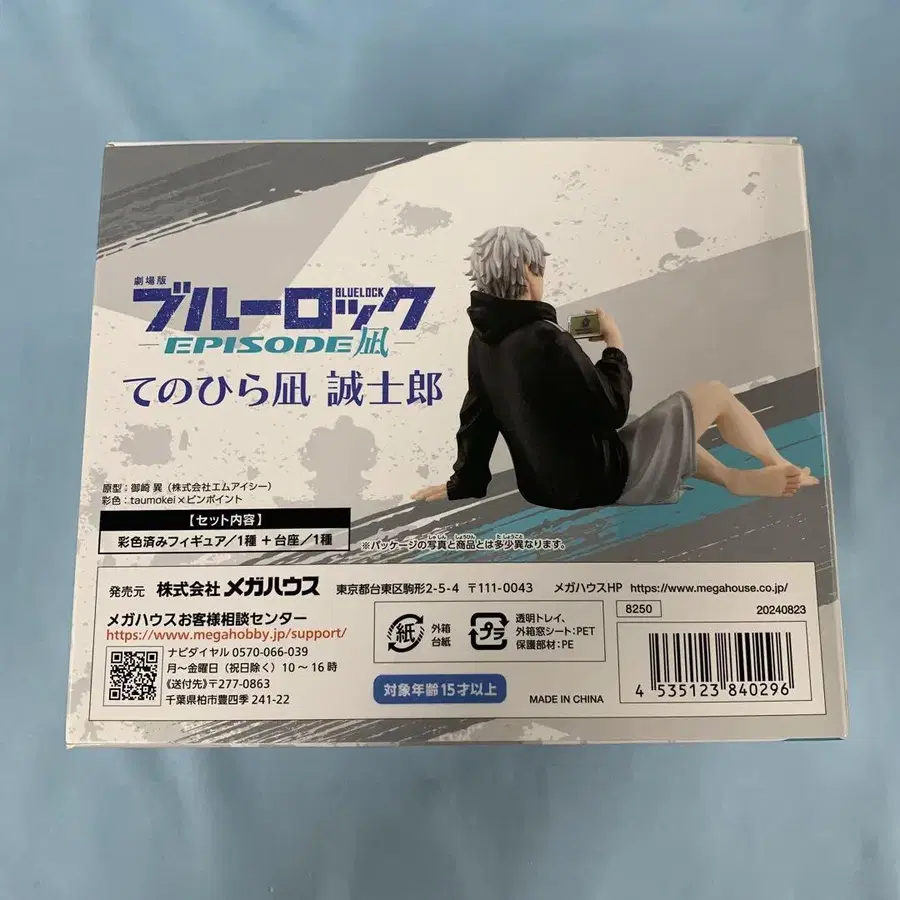 劇場版
ブルーロック
BLUELOCK
EPISODE凪
てのひら凪 誠士郎
原型:御崎 異(株式会社エムアイシー)
彩色:taumokei×ピンポイント
【セット内容】
彩色済みフィギュア/1種 + 台座/1種
※パッケージの写真と商品とは多少異なります。
発売元 株式会社 メガハウス 東京都台東区駒形2-5-4 〒111-0043 メガハウスHP https://www.megahouse.co.jp/
メガハウスお客様相談センター
https://www.megahobby.jp/support/
ナビダイヤル 0570-066-039
月~金曜日(祝日除く)10~16時
《送付先》〒277-0863
千葉県柏市豊四季 241-22
紙
外箱
台紙
プラ
透明トレイ、
外箱窓シート:PET
保護部材:PE
対象年齢15才以上
MADE IN CHINA
8250
20240823
4 535123 840296